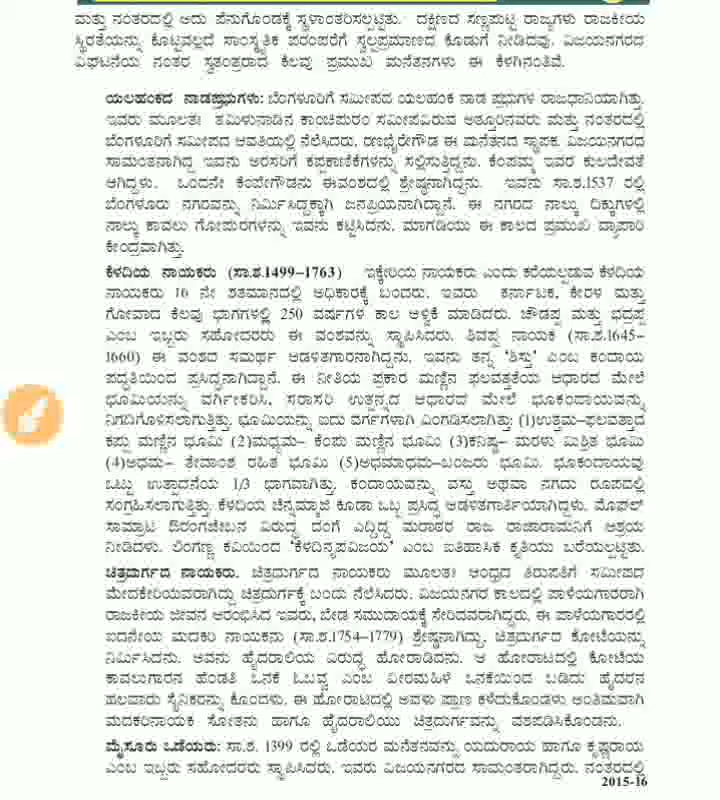 ಮತ್ತು ನಂತರದಲ್ಲಿ ಅದು ಪೆನುಗೊಂಡಕ್ಕೆ ಸ್ಥಳಾಂತರಿಸಲ್ಪಟ್ಟಿತು. ದಕ್ಷಿಣದ ಸಣ್ಣಪುಟ್ಟ ರಾಜ್ಯಗಳು ರಾಜಕೀಯ
ಸ್ಥಿರತೆಯನ್ನು ಕೊಟ್ಟವಲ್ಲದೆ ಸಾಂಸ್ಕೃತಿಕ ಪರಂಪರೆಗೆ ಸ್ವಲ್ಪಪ್ರಮಾಣದ ಕೊಡುಗೆ ನೀಡಿದವು. ವಿಜಯನಗರದ
ವಿಘಟನೆಯ ನಂತರ ಸ್ವತಂತ್ರರಾದ ಕೆಲವು ಪ್ರಮುಖ ಮನೆತನಗಳು ಈ ಕೆಳಗಿನಂತಿವೆ.
ಯಲಹಂಕದ ನಾಡಪ್ರಭುಗಳು: ಬೆಂಗಳೂರಿಗೆ ಸಮೀಪದ ಯಲಹಂಕ ನಾಡ ಪ್ರಭುಗಳ ರಾಜಧಾನಿಯಾಗಿತ್ತು.
ಇವರು ಮೂಲತಃ ತಮಿಳುನಾಡಿನ ಕಾಂಚಿಪುರಂ ಸಮೀಪವಿರುವ ಅತ್ತೂರಿನವರು ಮತ್ತು ನಂತರದಲ್ಲಿ
ಬೆಂಗಳೂರಿಗೆ ಸಮೀಪದ ಆವತಿಯಲ್ಲಿ ನೆಲೆಸಿದರು. ರಣಭೈರೇಗೌಡ ಈ ಮನೆತನದ ಸ್ಥಾಪಕ. ವಿಜಯನಗರದ
ಸಾಮಂತನಾಗಿದ್ದ ಇವನು ಅರಸರಿಗೆ ಕಪ್ಪಕಾಣಿಕೆಗಳನ್ನು ಸಲ್ಲಿಸುತ್ತಿದ್ದನು. ಕೆಂಪಮ್ಮ ಇವರ ಕುಲದೇವತೆ
ಆಗಿದ್ದಳು. ಒಂದನೇ ಕೆಂಪೇಗೌಡನು ಈವಂಶದಲ್ಲಿ ಶ್ರೇಷ್ಠನಾಗಿದ್ದನು. ಇವನು ಸಾ.ಶ.1537 ರಲ್ಲಿ
ಬೆಂಗಳೂರು ನಗರವನ್ನು ನಿರ್ಮಿಸಿದ್ದಕ್ಕಾಗಿ ಜನಪ್ರಿಯನಾಗಿದ್ದಾನೆ. ಈ ನಗರದ ನಾಲ್ಕು ದಿಕ್ಕುಗಳಲ್ಲಿ
ನಾಲ್ಕು ಕಾವಲು ಗೋಪುರಗಳನ್ನು ಇವನು ಕಟ್ಟಿಸಿದನು. ಮಾಗಡಿಯು ಈ ಕಾಲದ ಪ್ರಮುಖ ವ್ಯಾಪಾರಿ
ಕೇಂದ್ರವಾಗಿತ್ತು.
ಕೆಳದಿಯ ನಾಯಕರು (ಸಾ.ಶ.1499–1763) ಇಕ್ಕೇರಿಯ ನಾಯಕರು ಎಂದು ಕರೆಯಲ್ಪಡುವ ಕೆಳದಿಯ
ನಾಯಕರು 16 ನೇ ಶತಮಾನದಲ್ಲಿ ಅಧಿಕಾರಕ್ಕೆ ಬಂದರು. ಇವರು ಕರ್ನಾಟಕ, ಕೇರಳ ಮತ್ತು
ಗೋವಾದ ಕೆಲವು ಭಾಗಗಳಲ್ಲಿ 250 ವರ್ಷಗಳ ಕಾಲ ಆಳ್ವಿಕೆ ಮಾಡಿದರು. ಚೌಡಪ್ಪ ಮತ್ತು ಭದ್ರಪ್ಪ
ಎಂಬ ಇಬ್ಬರು ಸಹೋದರರು ಈ ವಂಶವನ್ನು ಸ್ಥಾಪಿಸಿದರು. ಶಿವಪ್ಪ ನಾಯಕ (ಸಾ.ಶ.1645–
1660) ಈ ವಂಶದ ಸಮರ್ಥ ಆಡಳಿತಗಾರನಾಗಿದ್ದನು. ಇವನು ತನ್ನ ‘ಶಿಸ್ತು’ ಎಂಬ ಕಂದಾಯ
ಪದ್ಧತಿಯಿಂದ ಪ್ರಸಿದ್ಧನಾಗಿದ್ದಾನೆ. ಈ ನೀತಿಯ ಪ್ರಕಾರ ಮಣ್ಣಿನ ಫಲವತ್ತತೆಯ ಆಧಾರದ ಮೇಲೆ
ಭೂಮಿಯನ್ನು ವರ್ಗೀಕರಿಸಿ, ಸರಾಸರಿ ಉತ್ಪನ್ನದ ಆಧಾರದ ಮೇಲೆ ಭೂಕಂದಾಯವನ್ನು
ನಿಗದಿಗೊಳಿಸಲಾಗುತ್ತಿತ್ತು. ಭೂಮಿಯನ್ನು ಐದು ವರ್ಗಗಳಾಗಿ ವಿಂಗಡಿಸಲಾಗಿತ್ತು: (1)ಉತ್ತಮ–ಫಲವತ್ತಾದ
ಕಪ್ಪು ಮಣ್ಣಿನ ಭೂಮಿ (2)ಮಧ್ಯಮ– ಕೆಂಪು ಮಣ್ಣಿನ ಭೂಮಿ (3)ಕನಿಷ್ಟ– ಮರಳು ಮಿಶ್ರಿತ ಭೂಮಿ
(4)ಅಧಮ– ತೇವಾಂಶ ರಹಿತ ಭೂಮಿ (5)ಅಧಮಾಧಮ–ಬಂಜರು ಭೂಮಿ. ಭೂಕಂದಾಯವು
ಒಟ್ಟು ಉತ್ಪಾದನೆಯ 1/3 ಭಾಗವಾಗಿತ್ತು. ಕಂದಾಯವನ್ನು ವಸ್ತು ಅಥವಾ ನಗದು ರೂಪದಲ್ಲಿ
ಸಂಗ್ರಹಿಸಲಾಗುತ್ತಿತ್ತು. ಕೆಳದಿಯ ಚೆನ್ನಮ್ಮಾಜಿ ಕೂಡಾ ಒಬ್ಬ ಪ್ರಸಿದ್ಧ ಆಡಳಿತಗಾರ್ತಿಯಾಗಿದ್ದಳು. ಮೊಘಲ್
ಸಾಮ್ರಾಟ ಔರಂಗಜೇಬನ ವಿರುದ್ಧ ದಂಗೆ ಎದ್ದಿದ್ದ ಮರಾಠರ ರಾಜ ರಾಜಾರಾಮನಿಗೆ ಆಶ್ರಯ
ನೀಡಿದಳು. ಲಿಂಗಣ್ಣ ಕವಿಯಿಂದ ‘ಕೆಳದಿನೃಪವಿಜಯ’ ಎಂಬ ಐತಿಹಾಸಿಕ ಕೃತಿಯು ಬರೆಯಲ್ಪಟ್ಟಿತು.
ಚಿತ್ರದುರ್ಗದ ನಾಯಕರು. ಚಿತ್ರದುರ್ಗದ ನಾಯಕರು ಮೂಲತಃ ಆಂಧ್ರದ ತಿರುಪತಿಗೆ ಸಮೀಪದ
ಮೇದಕೇರಿಯವರಾಗಿದ್ದು ಚಿತ್ರದುರ್ಗಕ್ಕೆ ಬಂದು ನೆಲೆಸಿದರು. ವಿಜಯನಗರ ಕಾಲದಲ್ಲಿ ಪಾಳೆಯಗಾರರಾಗಿ
ರಾಜಕೀಯ ಜೀವನ ಆರಂಭಿಸಿದ ಇವರು, ಬೇಡ ಸಮುದಾಯಕ್ಕೆ ಸೇರಿದವರಾಗಿದ್ದರು. ಈ ಪಾಳೆಯಗಾರರಲ್ಲಿ
ಐದನೇಯ ಮದಕರಿ ನಾಯಕನು (ಸಾ.ಶ.1754–1779) ಶ್ರೇಷ್ಠನಾಗಿದ್ದು, ಚಿತ್ರದುರ್ಗದ ಕೋಟೆಯನ್ನು
ನಿರ್ಮಿಸಿದನು. ಅವನು ಹೈದರಾಲಿಯ ವಿರುದ್ಧ ಹೋರಾಡಿದನು. ಆ ಹೋರಾಟದಲ್ಲಿ ಕೋಟೆಯ
ಕಾವಲುಗಾರನ ಹೆಂಡತಿ ಒನಕೆ ಓಬವ್ವ ಎಂಬ ವೀರಮಹಿಳೆ ಒನಕೆಯಿಂದ ಬಡಿದು ಹೈದರನ
ಹಲವಾರು ಸೈನಿಕರನ್ನು ಕೊಂದಳು. ಈ ಹೋರಾಟದಲ್ಲಿ ಅವಳು ಪ್ರಾಣ ಕಳೆದುಕೊಂಡಳು ಅಂತಿಮವಾಗಿ
ಮದಕರಿನಾಯಕ ಸೋತನು ಹಾಗೂ ಹೈದರಾಲಿಯು ಚಿತ್ರದುರ್ಗವನ್ನು ವಶಪಡಿಸಿಕೊಂಡನು.
ಮೈಸೂರು ಒಡೆಯರು: ಸಾ.ಶ. 1399 ರಲ್ಲಿ ಒಡೆಯರ ಮನೆತನವನ್ನು ಯದುರಾಯ ಹಾಗೂ ಕೃಷ್ಣರಾಯ
ಎಂಬ ಇಬ್ಬರು ಸಹೋದರರು ಸ್ಥಾಪಿಸಿದರು. ಇವರು ವಿಜಯನಗರದ ಸಾಮಂತರಾಗಿದ್ದರು. ನಂತರದಲ್ಲಿ
2015-16